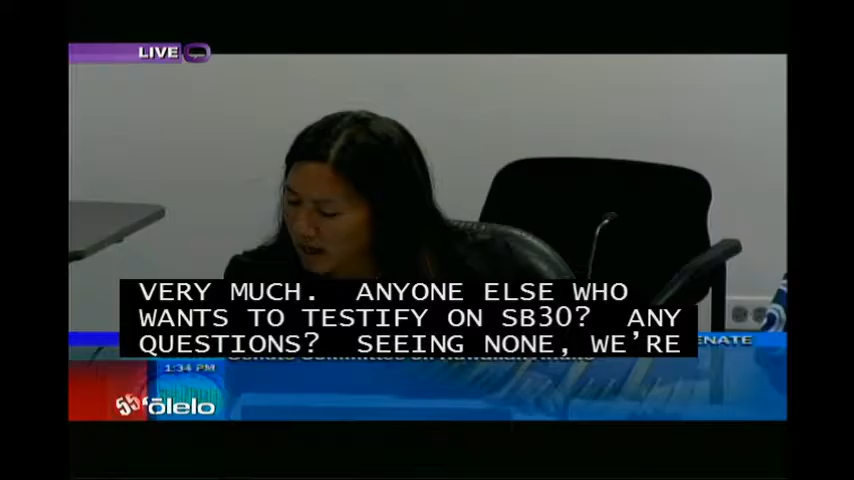 LIVE
VERY MUCH.  ANYONE ELSE WHO
WANTS TO TESTIFY ON SB30?  ANY
QUESTIONS?  SEEING NONE, WE'RE
ENATE
1:34 PM
55 'ōlelo